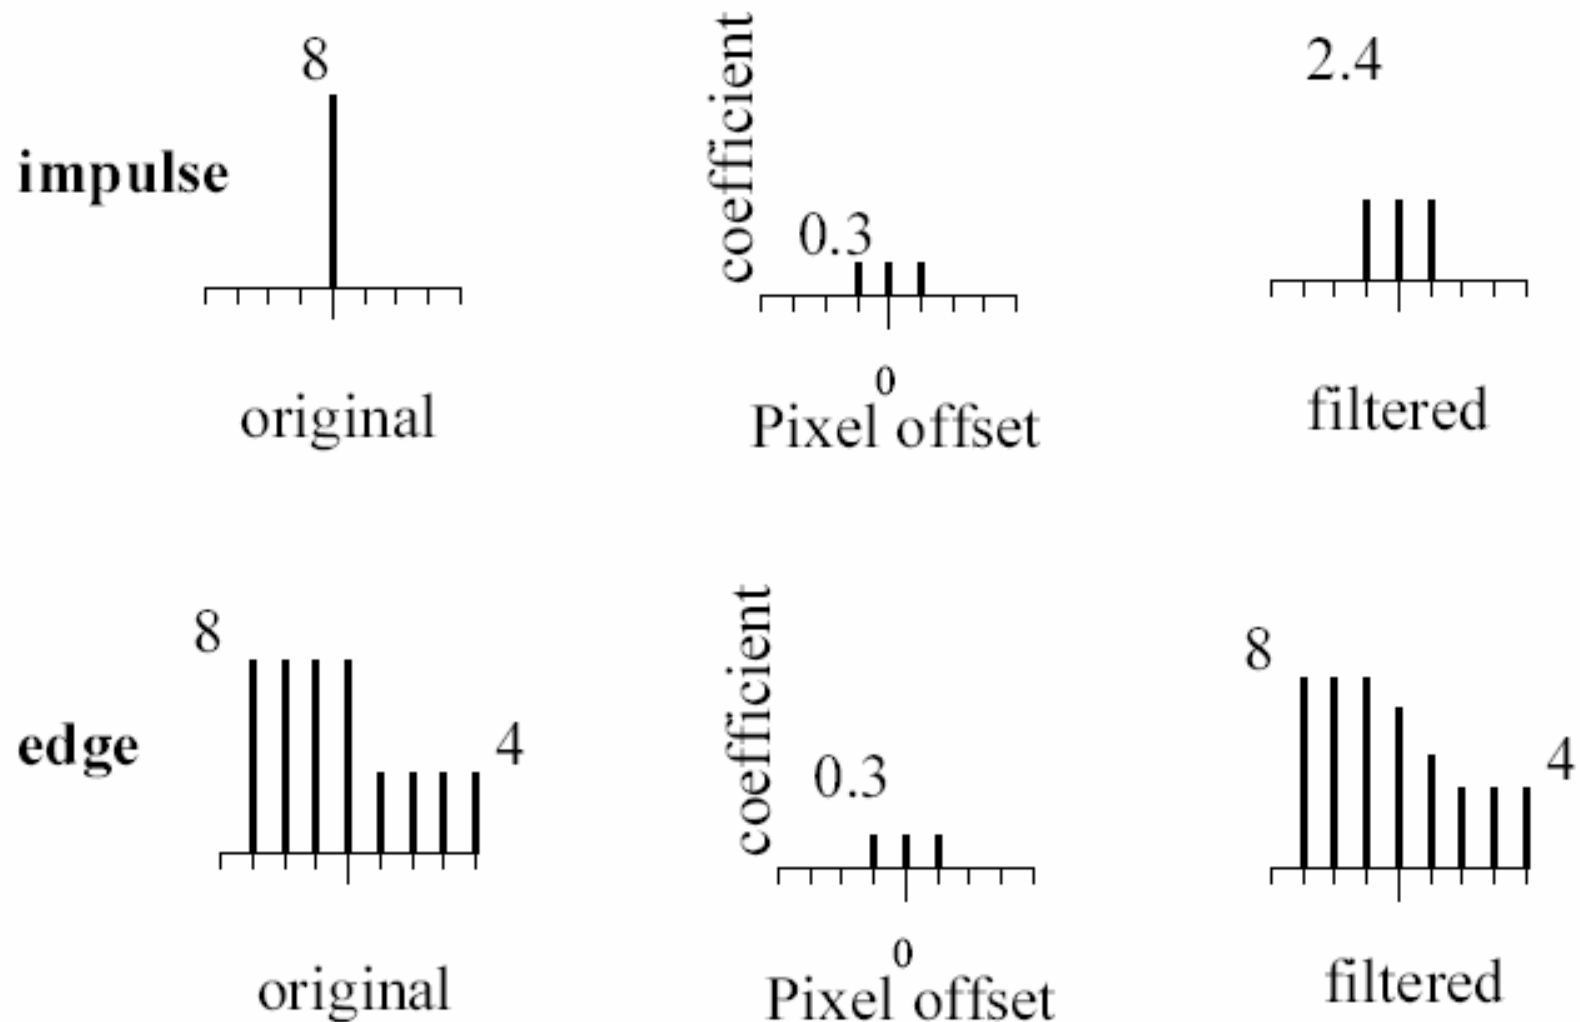 impulse
8
original
coefficient
0.3
0
Pixel offset
2.4
filtered
edge
8
4
original
coefficient
0.3
0
Pixel offset
8
4
filtered